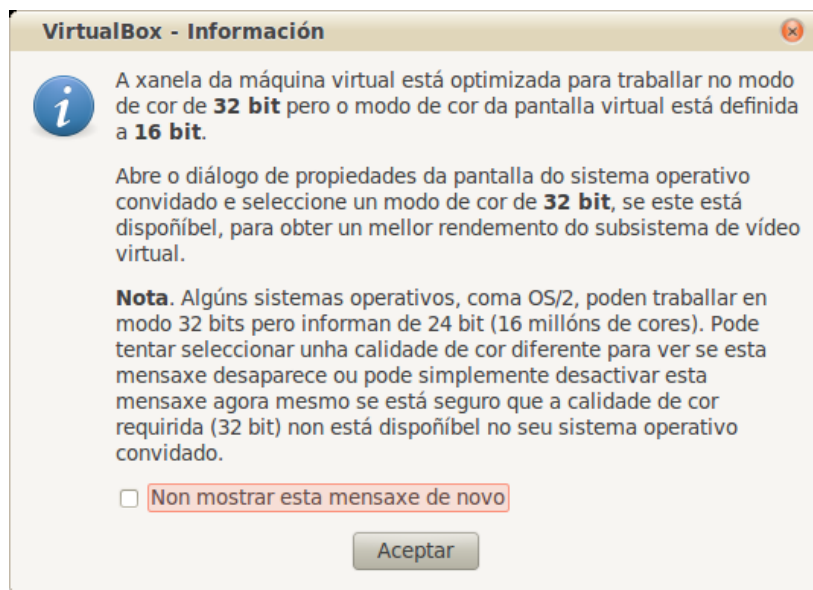 VirtualBox - Información
A xanela da máquina virtual está optimizada para traballar no modo
de cor de 32 bit pero o modo de cor da pantalla virtual está definida
a 16 bit.
Abre o diálogo de propiedades da pantalla do sistema operativo
convidado e seleccione un modo de cor de 32 bit, se este está
dispoñíbel, para obter un mellor rendemento do subsistema de vídeo
virtual.
Nota. Algúns sistemas operativos, coma OS/2, poden traballar en
modo 32 bits pero informan de 24 bit (16 millóns de cores). Pode
tentar seleccionar unha calidade de cor diferente para ver se esta
mensaxe desaparece ou pode simplemente desactivar esta
mensaxe agora mesmo se está seguro que a calidade de cor
requirida (32 bit) non está dispoñíbel no seu sistema operativo
convidado.
Non mostrar esta mensaxe de novo
Aceptar